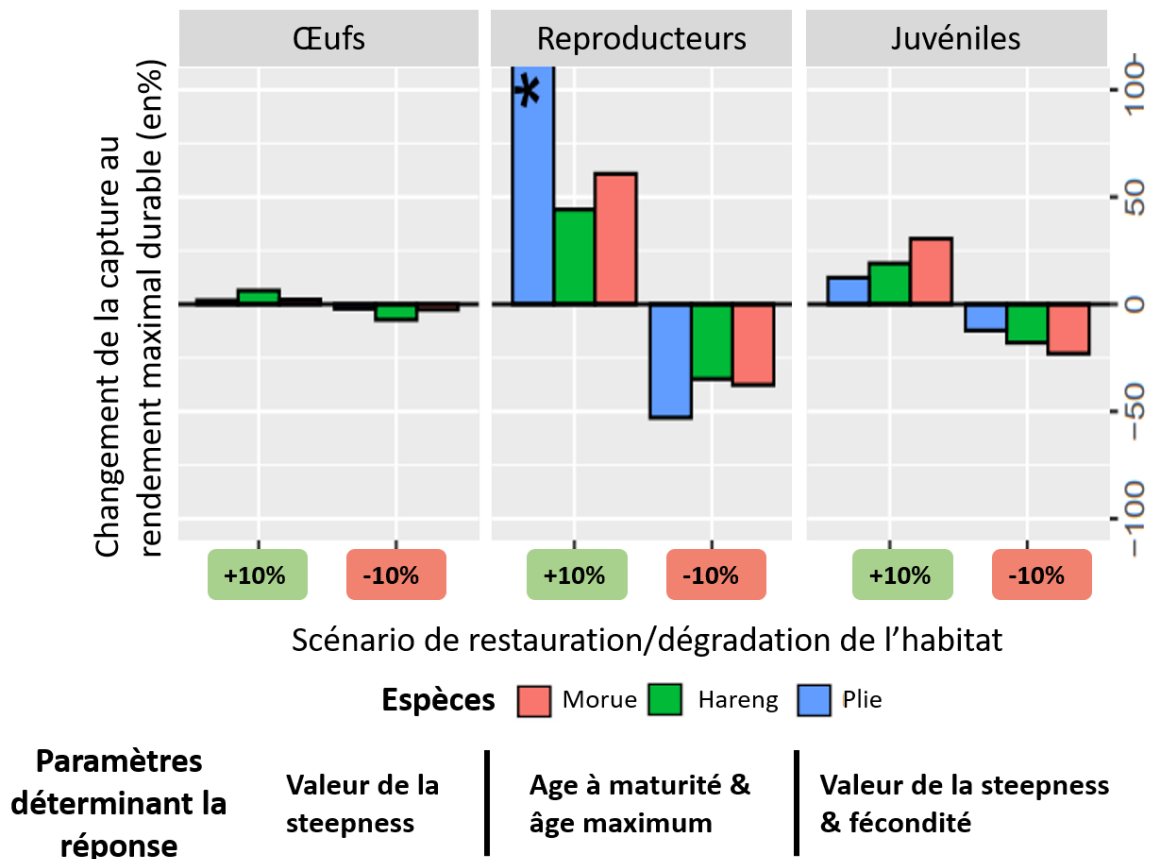 Œufs
Reproducteurs
Juvéniles
Changement de la capture au
rendement maximal durable (en%)
*
100
50
0
−50
−100
+10%
-10%
+10%
-10%
+10%
-10%
Scénario de restauration/dégradation de l’habitat
Espèces Morue Hareng Plie
Paramètres
déterminant la
réponse
Valeur de la
steepness
Age à maturité &
âge maximum
Valeur de la steepness
& fécondité